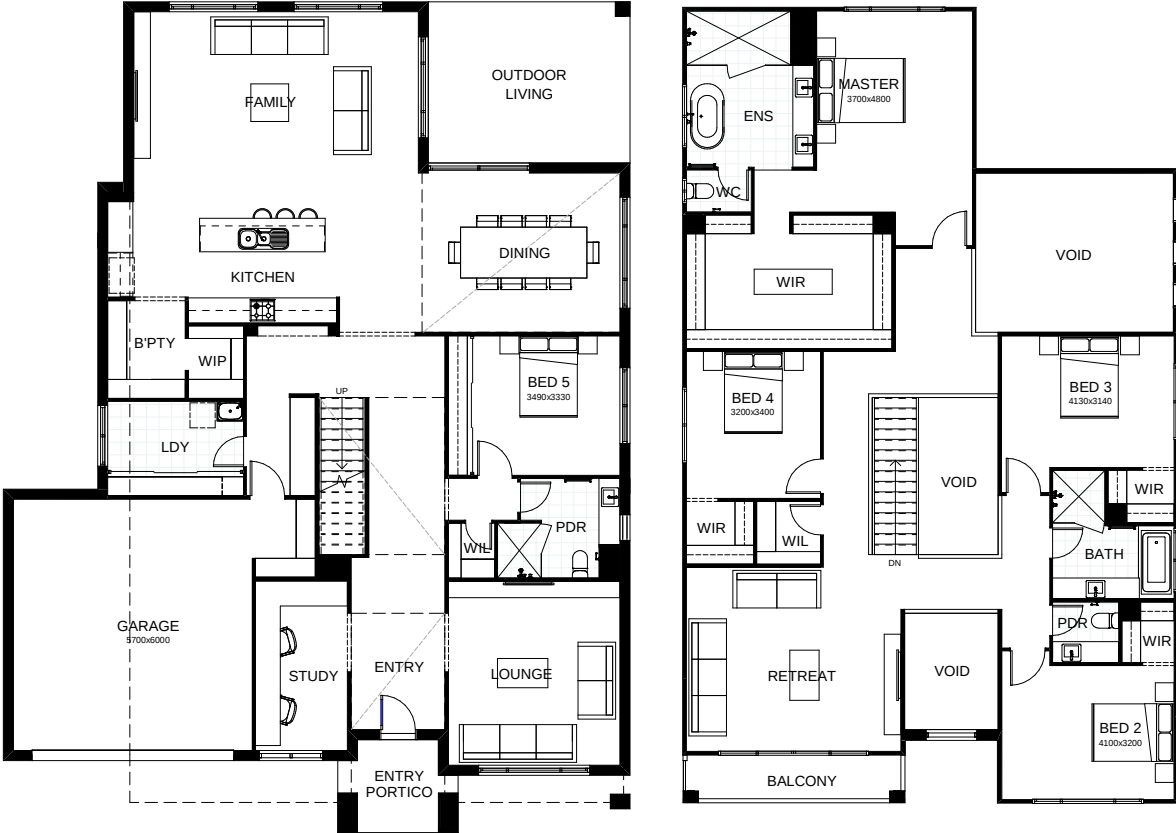 FAMILY
OUTDOOR
LIVING
KITCHEN
DINING
B'PTY
WIP
UP
BED 5
3490x3330
LDY
PDR
WIL
GARAGE
5700x6000
STUDY
ENTRY
LOUNGE
ENTRY
PORTICO
MASTER
3700x4800
ENS
WC
WIR
VOID
BED 4
3200x3400
BED 3
4130x3140
VOID
WIR
WIR
WIL
BATH
DN
PDR
WIR
RETREAT
VOID
BED 2
4100x3200
BALCONY